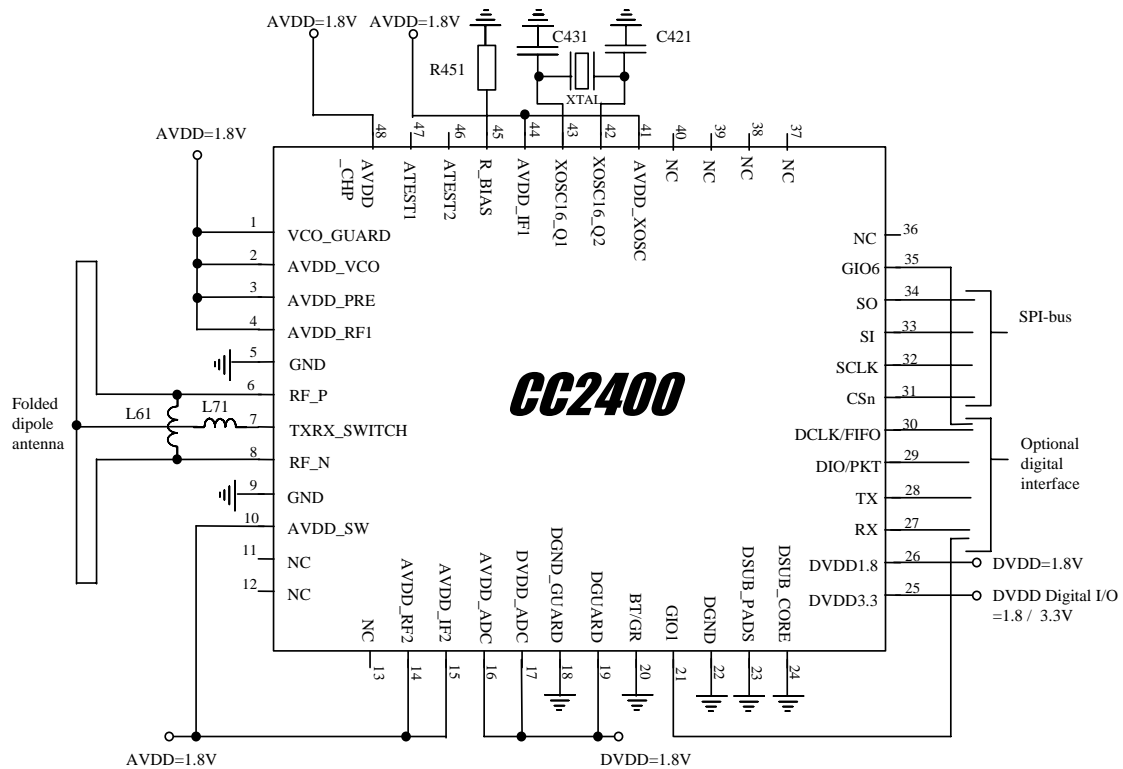 AVDD=1.8V
AVDD=1.8V
C431
C421
R451
XTAL
48
47
46
45
44
43
42
41
40
39
38
37
AVDD
_CHP
ATEST1
ATEST2
R_BIAS
AVDD_IF1
XOSC16_Q1
XOSC16_Q2
AVDD_XOSC
NC
NC
NC
NC
AVDD=1.8V
1
VCO_GUARD
2
AVDD_VCO
3
AVDD_PRE
4
AVDD_RF1
5
GND
6
RF_P
7
TXRX_SWITCH
8
RF_N
9
GND
10
AVDD_SW
11
NC
12
NC
Folded
dipole
antenna
L61
L71
CC2400
NC
36
GIO6
35
SO
34
SI
33
SCLK
32
CSn
31
DCLK/FIFO
30
DIO/PKT
29
TX
28
RX
27
DVDD1.8
26
DVDD3.3
25
SPI-bus
Optional
digital
interface
DVDD=1.8V
DVDD Digital I/O
=1.8 / 3.3V
NC
AVDD_RF2
AVDD_IF2
AVDD_ADC
DVDD_ADC
DGND_GUARD
DGUARD
BT/GR
GIO1
DGND
DSUB_PADS
DSUB_CORE
13
14
15
16
17
18
19
20
21
22
23
24
AVDD=1.8V
DVDD=1.8V